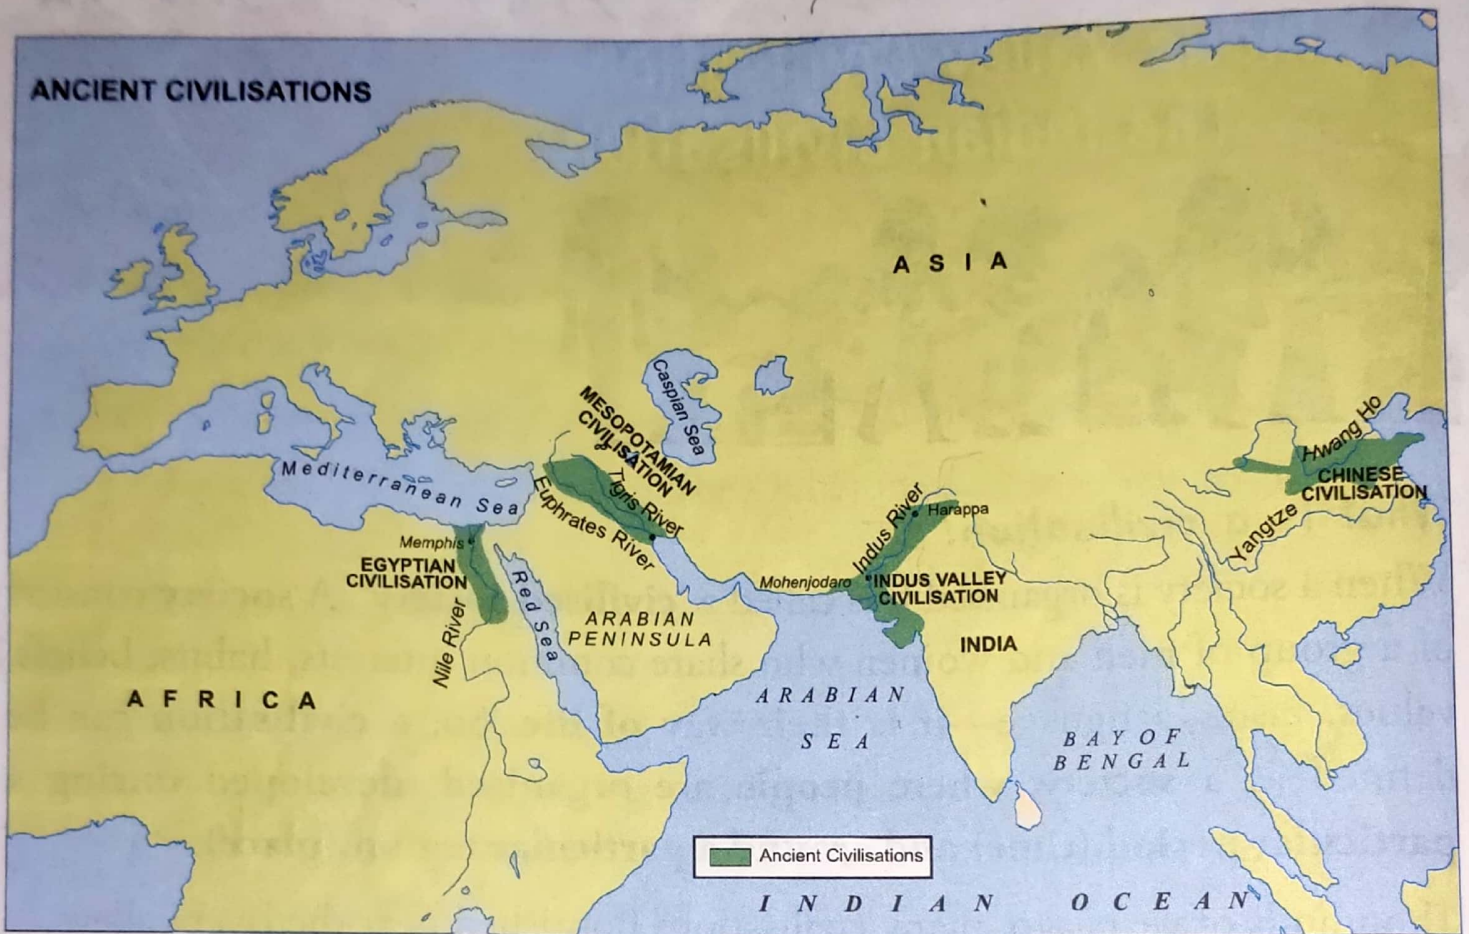 ANCIENT CIVILISATIONS
ASIA
Caspian Sea
MESOPOTAMIAN
CIVILISATION
Tigris River
Euphrates River
Mediterranean Sea
Hwang Ho
CHINESE
CIVILISATION
Yangtze
Indus River
Harappa
Memphis
EGYPTIAN
CIVILISATION
Nile River
Red Sea
ARABIAN
PENINSULA
Mohenjodaro
INDUS VALLEY
CIVILISATION
INDIA
AFRICA
ARABIAN
SEA
BAY OF
BENGAL
Ancient Civilisations
INDIAN OCEAN